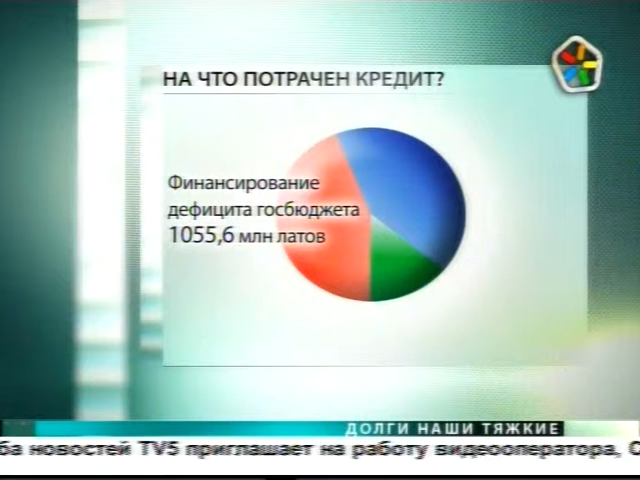 НА ЧТО ПОТРАЧЕН КРЕДИТ?
Финансирование
дефицита госбюджета
1055,6 млн латов
ДОЛГИ НАШИ ТЯЖКИЕ
ба новостей TV5 приглашает на работу видеооператора, С